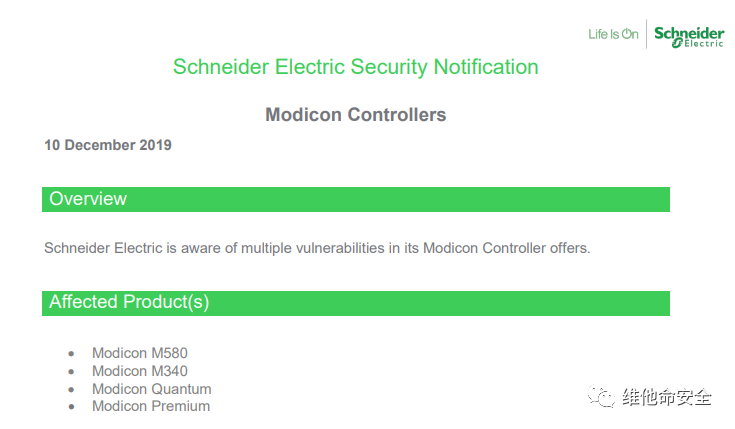 Life Is On
Schneider
Electric
Schneider Electric Security Notification
Modicon Controllers
10 December 2019
Overview
Schneider Electric is aware of multiple vulnerabilities in its Modicon Controller offers.
Affected Product(s)
• Modicon M580
• Modicon M340
• Modicon Quantum
• Modicon Premium
维他命安全